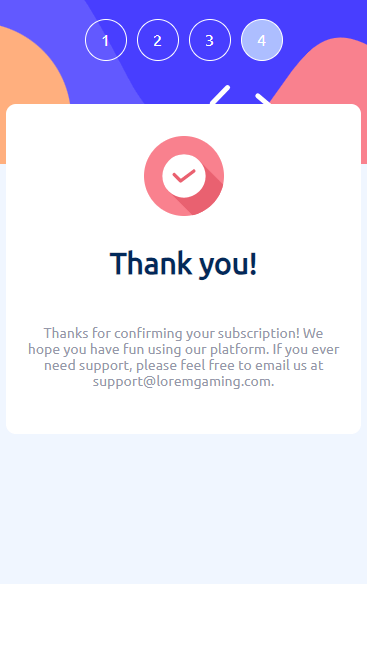 1 2 3 4
Thank you!
Thanks for confirming your subscription! We
hope you have fun using our platform. If you ever
need support, please feel free to email us at
support@loremgaming.com.